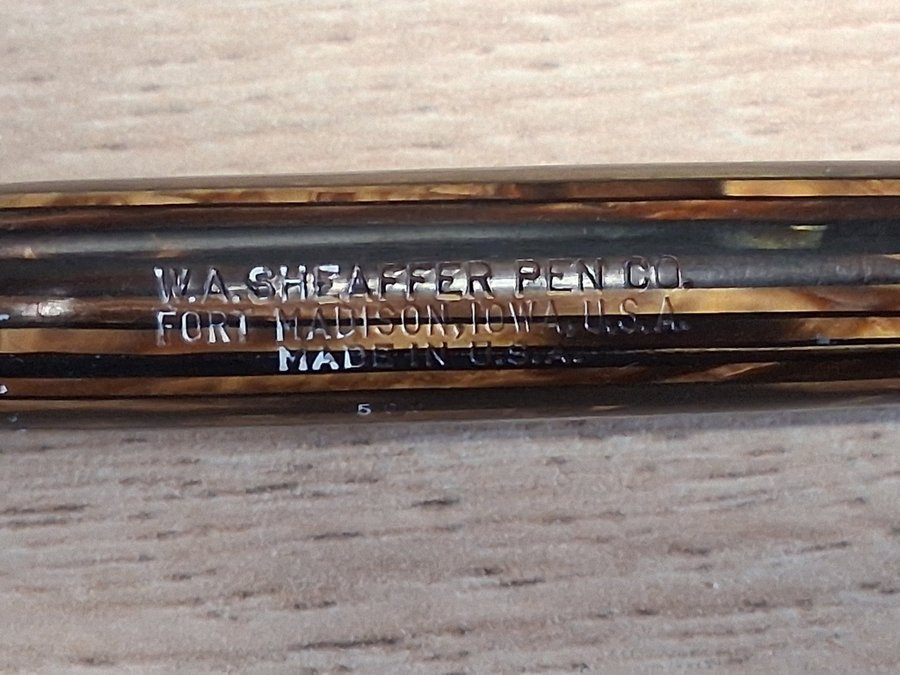 W.A. SHEAFFER PEN CO.
FORT MADISON, IOWA, U.S.A.
MADE IN U.S.A.